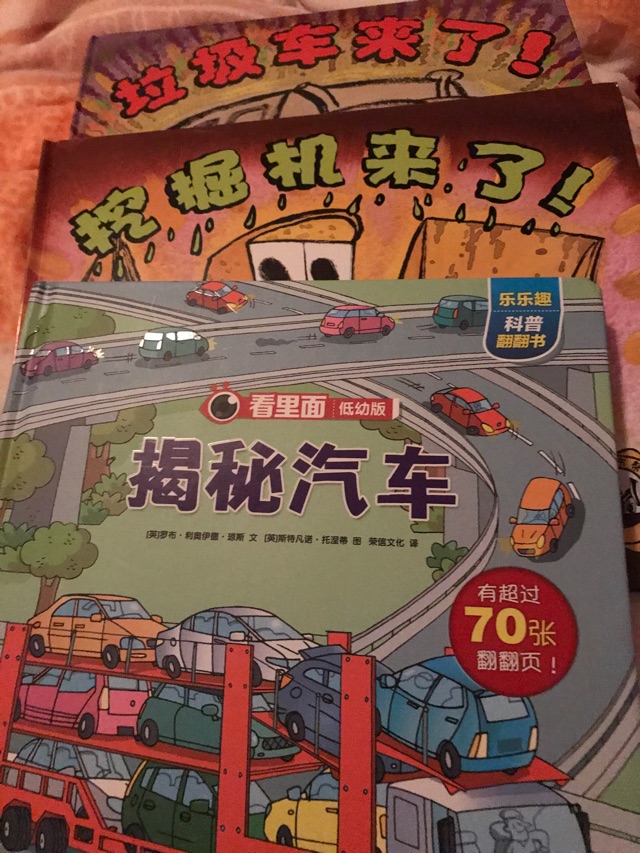 垃圾车来了!
挖掘机来了!
乐乐趣
科普
翻翻书
看里面 低幼版
揭秘汽车
[英]罗布·利奥伊德·琼斯 文 [英]斯特凡诺·托涅蒂 图 荣信文化 译
有超过
70张
翻翻页!